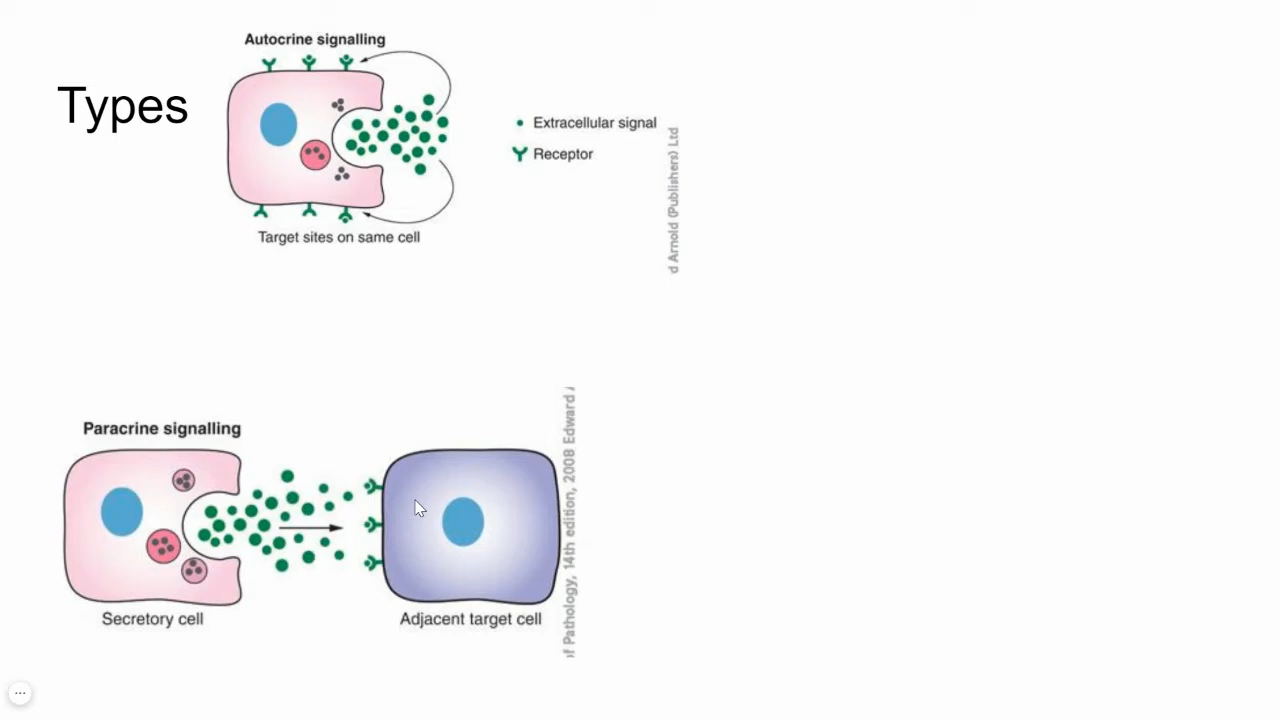 Autocrine signalling
Types
Extracellular signal
Receptor
Target sites on same cell
d Arnold (Publishers) Ltd
Paracrine signalling
Secretory cell
Adjacent target cell
of Pathology, 14th edition, 2008 Edward